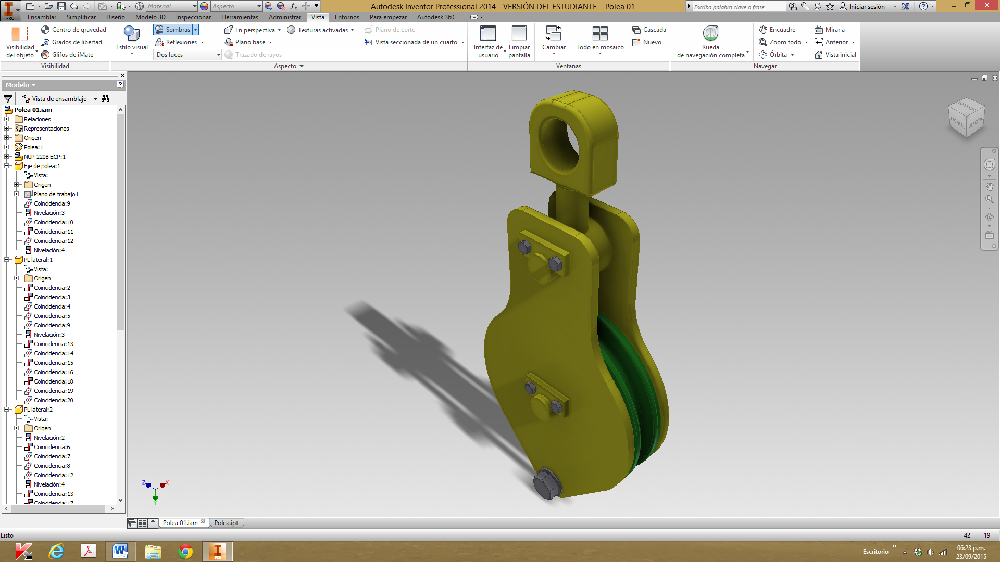 Material
Aspecto
Autodesk Inventor Professional 2014 - VERSIÓN DEL ESTUDIANTE Polea 01
Escriba palabra clave o frase
Iniciar sesión
PRO
Ensamblar Simplificar Diseño Modelo 3D Inspeccionar Herramientas Administrar Vista Entornos Para empezar Autodesk 360
Visibilidad
del objeto
Centro de gravedad
Grados de libertad
Glifos de iMate
Visibilidad
Estilo visual
Sombras
Reflexiones
Dos luces
En perspectiva
Plano base
Trazado de rayos
Texturas activadas
Aspecto
Plano de corte
Vista seccionada de un cuarto
Interfaz de
usuario
Limpiar
pantalla
Cambiar
Todo en mosaico
Cascada
Nuevo
Ventanas
Rueda
de navegación completa
Encuadre
Zoom todo
Órbita
Mirar a
Anterior
Vista inicial
Navegar
Modelo
Vista de ensamblaje
Polea 01.iam
Relaciones
Representaciones
Origen
Polea:1
NUP 2208 ECP:1
Eje de polea:1
Vista:
Origen
Plano de trabajo1
Coincidencia:9
Nivelación:3
Coincidencia:10
Coincidencia:11
Coincidencia:12
Nivelación:4
PL lateral:1
Vista:
Origen
Coincidencia:2
Coincidencia:3
Coincidencia:4
Coincidencia:5
Coincidencia:9
Nivelación:3
Coincidencia:13
Coincidencia:14
Coincidencia:15
Coincidencia:16
Coincidencia:18
Coincidencia:19
Coincidencia:20
PL lateral:2
Vista:
Origen
Nivelación:2
Coincidencia:6
Coincidencia:7
Coincidencia:8
Coincidencia:12
Nivelación:4
Coincidencia:13
Coincidencia:17
SUPERIOR
FRONTAL
DERECHA
Z
X
Y
Polea 01.iam
Polea.ipt
Listo
42 19
PRO
Escritorio
06:23 p.m.
23/09/2015